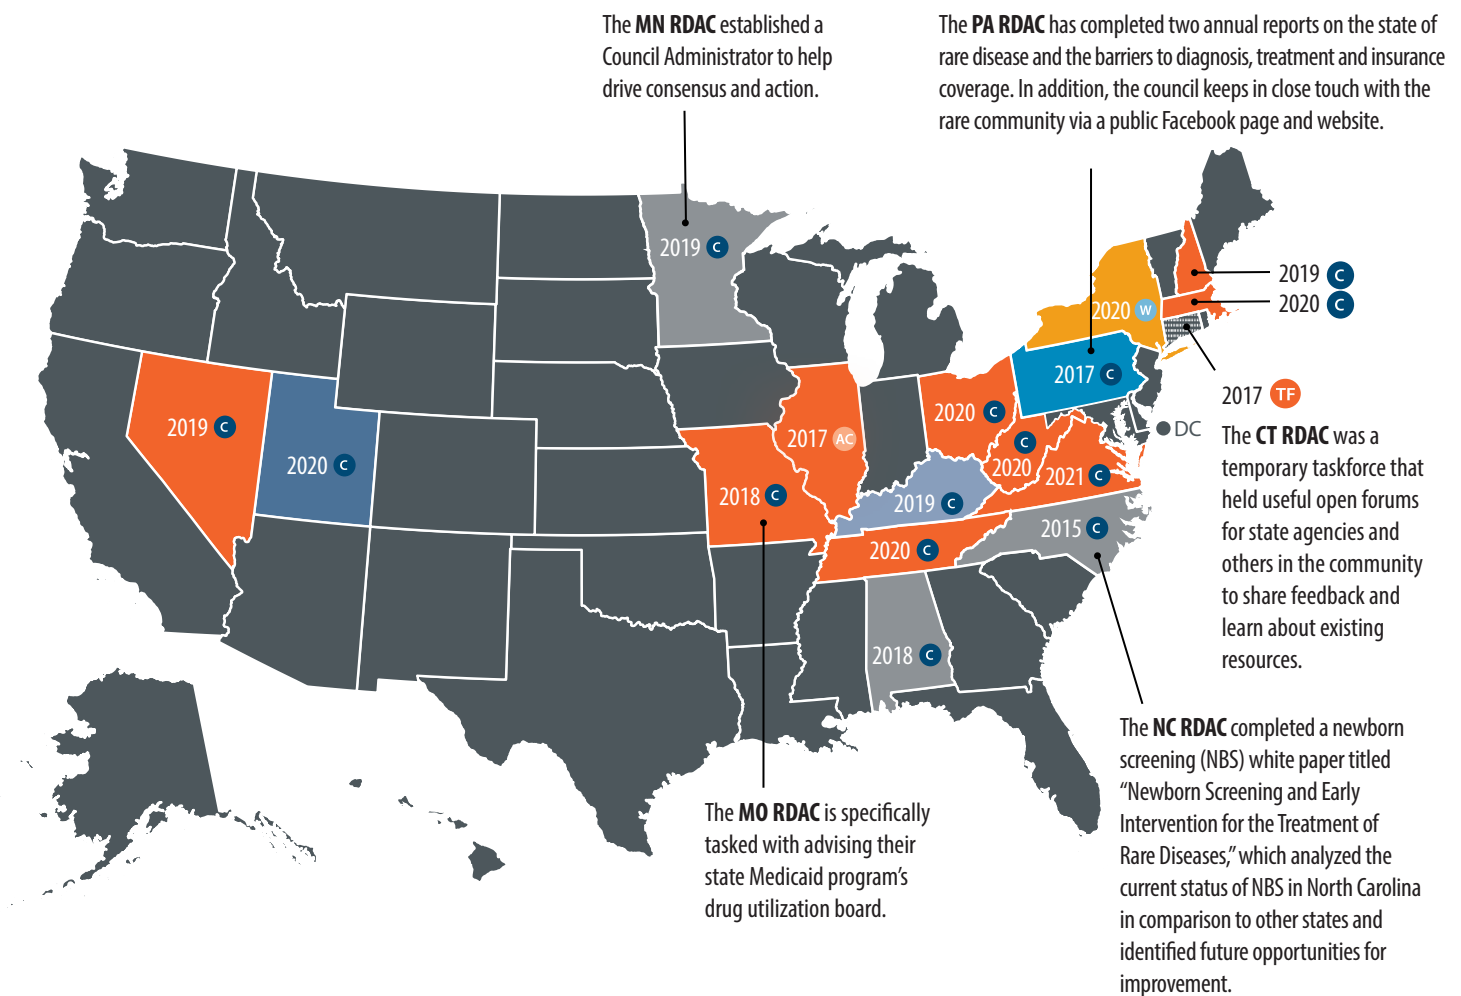 The MN RDAC established a
Council Administrator to help
drive consensus and action.
The PA RDAC has completed two annual reports on the state of
rare disease and the barriers to diagnosis, treatment and insurance
coverage. In addition, the council keeps in close touch with the
rare community via a public Facebook page and website.
2019 C
2019 C
2020 C
2020 W
2017 C
2017 TF
DC
2019 C
2020 C
2017 AC
2020 C
C
2020
2021 C
2018 C
2019 C
2015 C
2020 C
2018 C
The CT RDAC was a
temporary taskforce that
held useful open forums
for state agencies and
others in the community
to share feedback and
learn about existing
resources.
The NC RDAC completed a newborn
screening (NBS) white paper titled
“Newborn Screening and Early
Intervention for the Treatment of
Rare Diseases,” which analyzed the
current status of NBS in North Carolina
in comparison to other states and
identified future opportunities for
improvement.
The MO RDAC is specifically
tasked with advising their
state Medicaid program’s
drug utilization board.